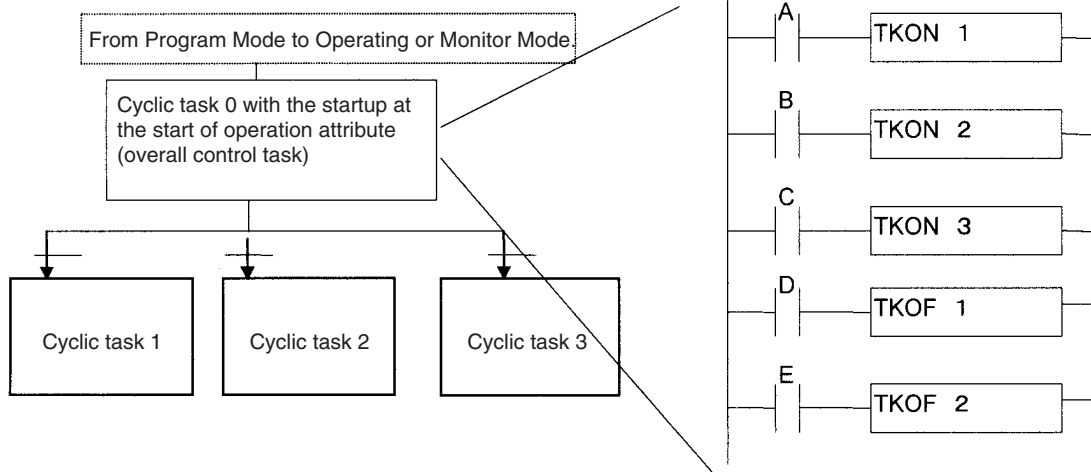 From Program Mode to Operating or Monitor Mode.
Cyclic task 0 with the startup at
the start of operation attribute
(overall control task)
Cyclic task 1
Cyclic task 2
Cyclic task 3
A
TKON 1
B
TKON 2
C
TKON 3
D
TKOF 1
E
TKOF 2